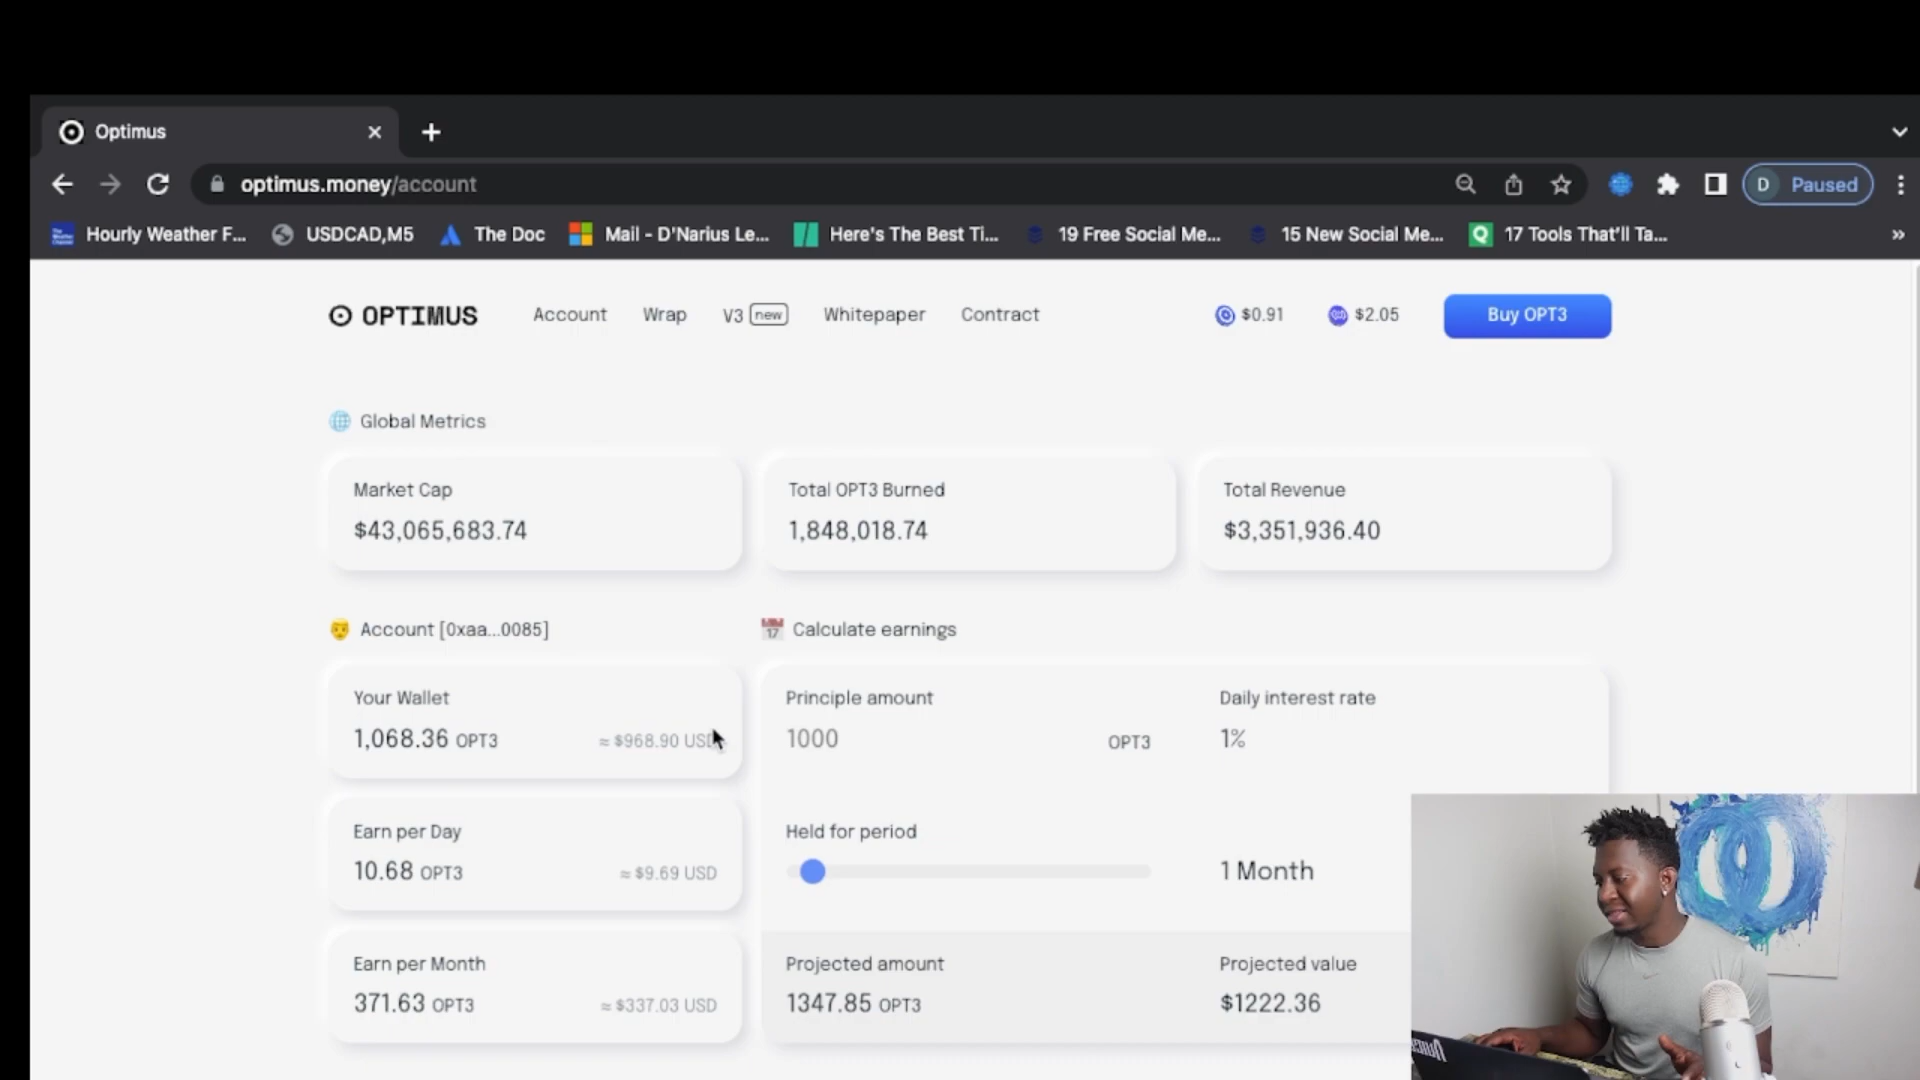 Optimus
optimus.money/account
D Paused
Hourly Weather F...
USDCAD,M5
The Doc
Mail - D'Narius Le...
Here's The Best Ti...
19 Free Social Me...
15 New Social Me...
17 Tools That'll Ta...
»
OPTIMUS
Account
Wrap
V3 new
Whitepaper
Contract
$0.91
$2.05
Buy OPT3
Global Metrics
Market Cap
$43,065,683.74
Total OPT3 Burned
1,848,018.74
Total Revenue
$3,351,936.40
Account [0xaa...0085]
Your Wallet
1,068.36 OPT3 ≈ $968.90 USD
Earn per Day
10.68 OPT3 ≈ $9.69 USD
Earn per Month
371.63 OPT3 ≈ $337.03 USD
17 Calculate earnings
Principle amount
1000 OPT3
Daily interest rate
1%
Held for period
1 Month
Projected amount
1347.85 OPT3
Projected value
$1222.36